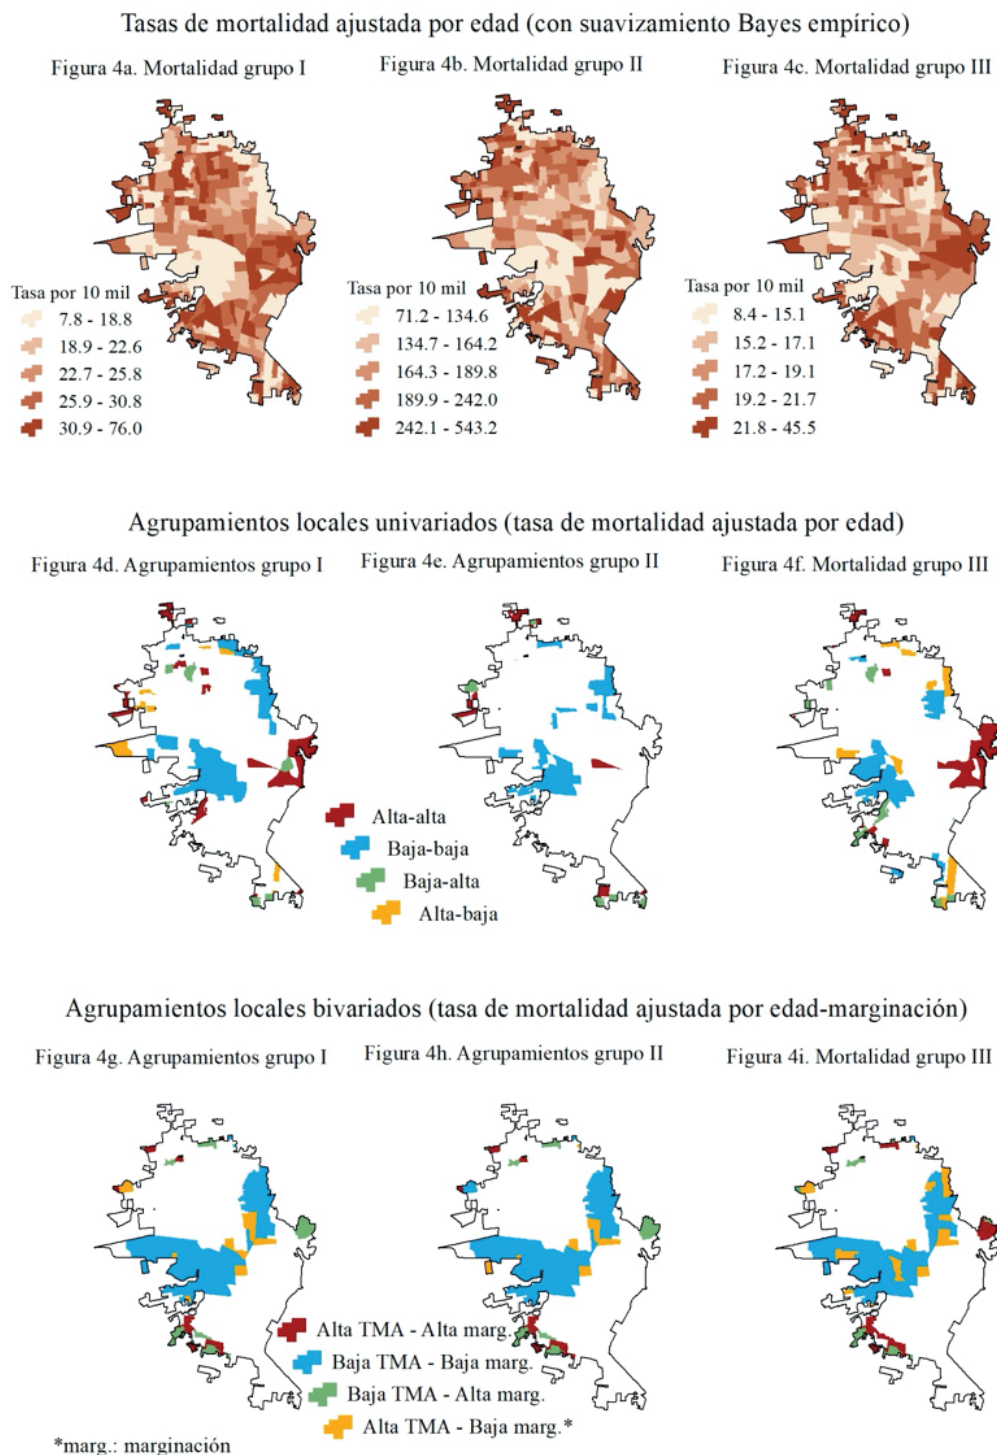 Tasas de mortalidad ajustada por edad (con suavizamiento Bayes empírico)
Figura 4a. Mortalidad grupo I
Figura 4b. Mortalidad grupo II
Figura 4c. Mortalidad grupo III
Tasa por 10 mil
7.8 - 18.8
18.9 - 22.6
22.7 - 25.8
25.9 - 30.8
30.9 - 76.0
Tasa por 10 mil
71.2 - 134.6
134.7 - 164.2
164.3 - 189.8
189.9 - 242.0
242.1 - 543.2
Tasa por 10 mil
8.4 - 15.1
15.2 - 17.1
17.2 - 19.1
19.2 - 21.7
21.8 - 45.5
Agrupamientos locales univariados (tasa de mortalidad ajustada por edad)
Figura 4d. Agrupamientos grupo I
Figura 4e. Agrupamientos grupo II
Figura 4f. Mortalidad grupo III
Alta-alta
Baja-baja
Baja-alta
Alta-baja
Agrupamientos locales bivariados (tasa de mortalidad ajustada por edad-marginación)
Figura 4g. Agrupamientos grupo I
Figura 4h. Agrupamientos grupo II
Figura 4i. Mortalidad grupo III
Alta TMA - Alta marg.
Baja TMA - Baja marg.
Baja TMA - Alta marg.
Alta TMA - Baja marg.*
*marg.: marginación